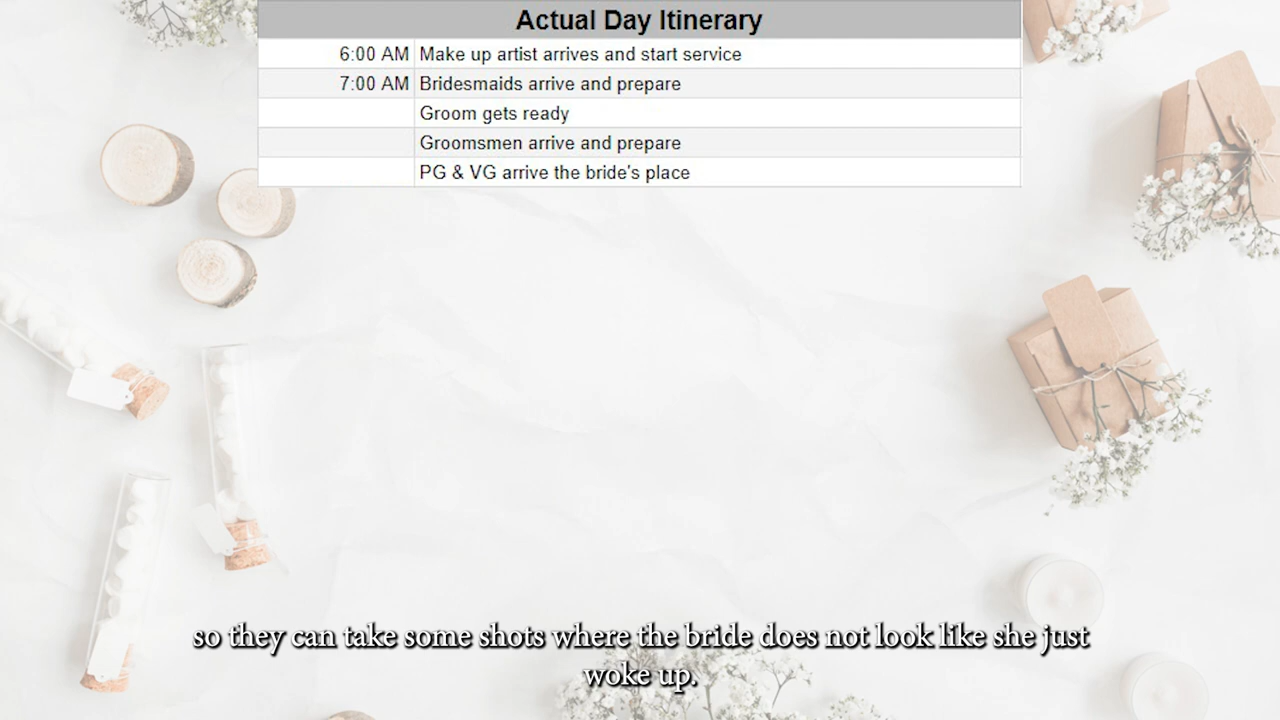 Actual Day Itinerary
6:00 AM Make up artist arrives and start service
7:00 AM Bridesmaids arrive and prepare
Groom gets ready
Groomsmen arrive and prepare
PG & VG arrive the bride's place
so they can take some shots where the bride does not look like she just
woke up.